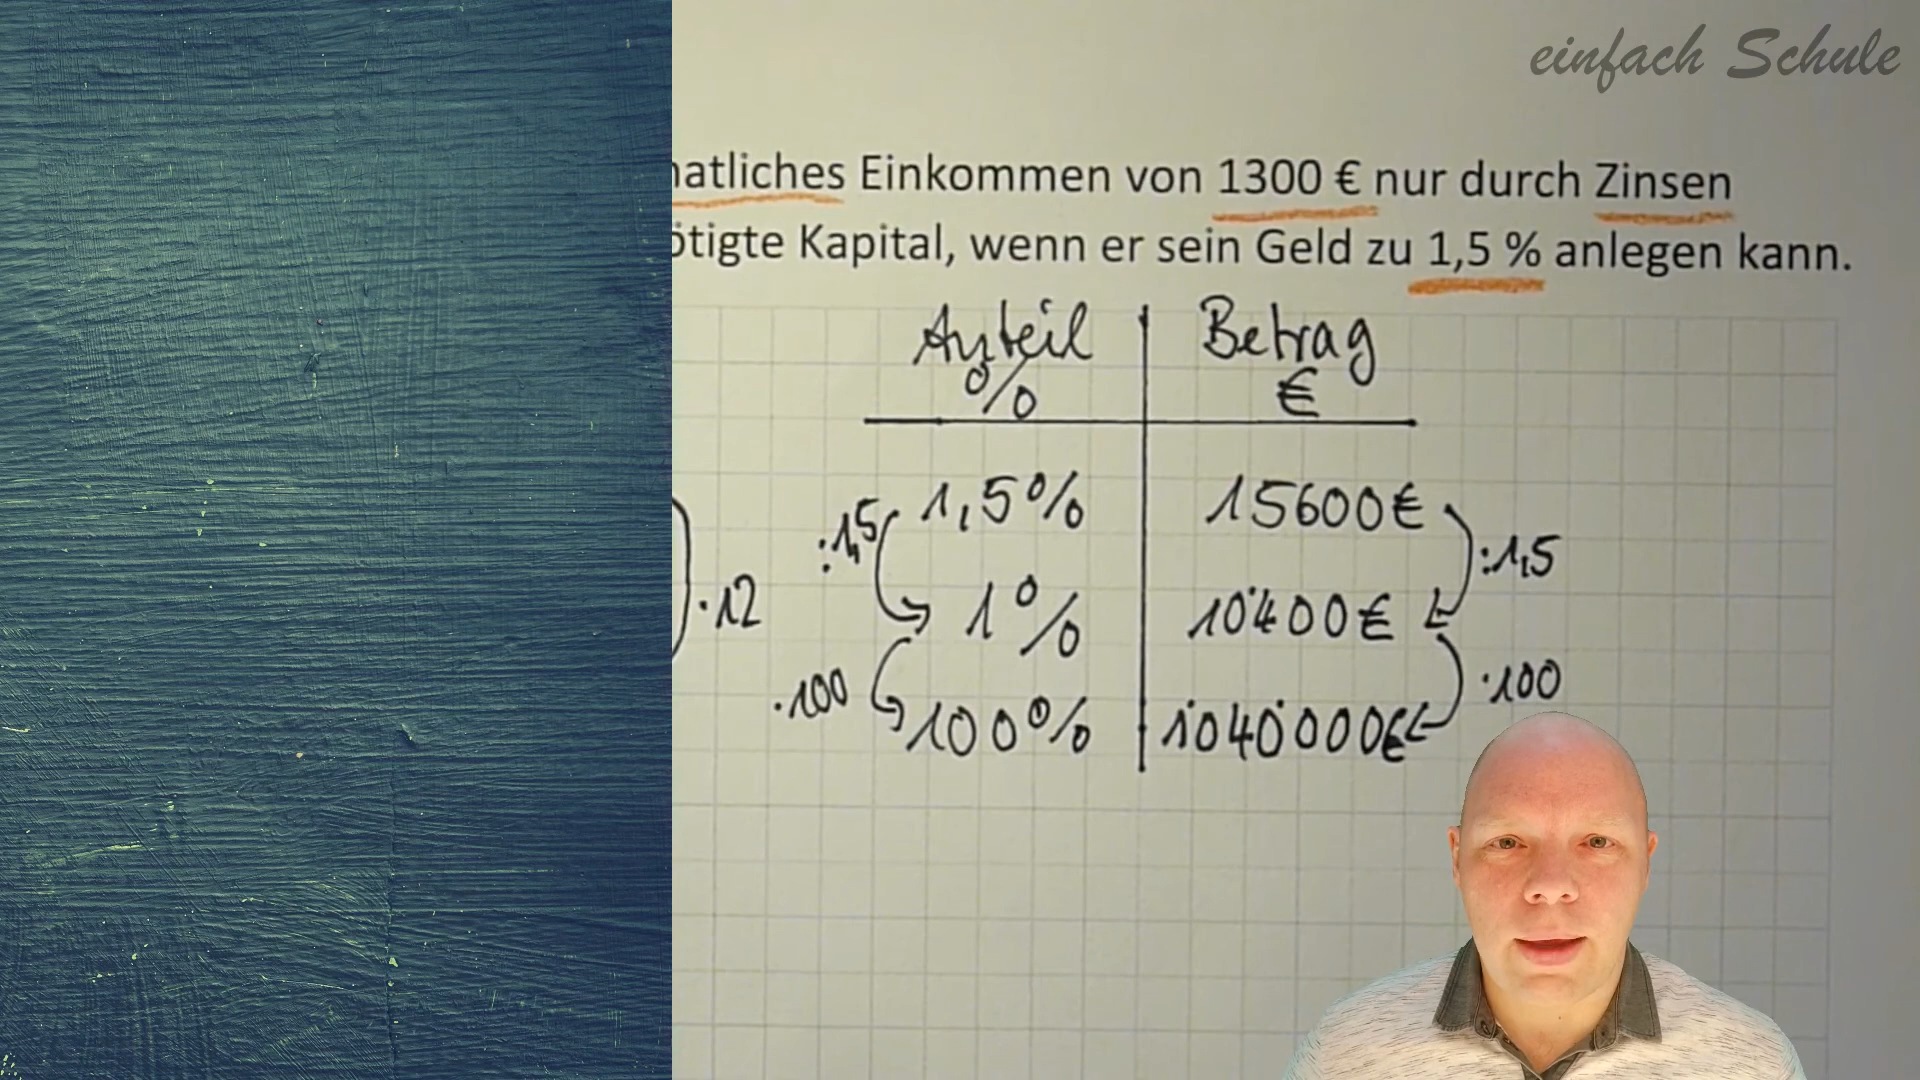 einfach Schule
natliches Einkommen von 1300 € nur durch Zinsen
ötigte Kapital, wenn er sein Geld zu 1,5 % anlegen kann.
Anteil Betrag
% €
1,5% 15600€
:1,5 :1,5
·12 1% 10400€
·100 ·100
100% 1040000€